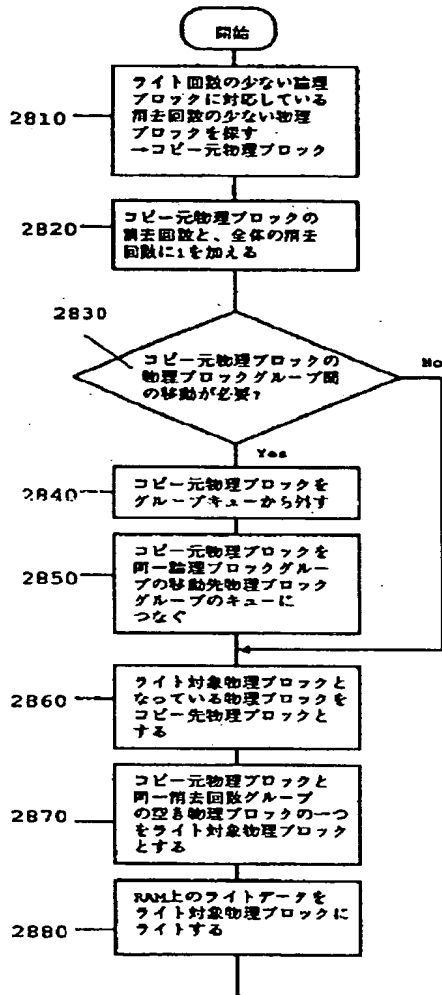 開始
2810
ライト回数の少ない論理
ブロックに対応している
消去回数の少ない物理
ブロックを探す
→コピー元物理ブロック
2820
コピー元物理ブロックの
消去回数と、全体の消去
回数に1を加える
2830
コピー元物理ブロックの
物理ブロックグループ間
の移動が必要?
No
Yes
2840
コピー元物理ブロックを
グループキューから外す
2850
コピー元物理ブロックを
同一論理ブロックグルー
プの移動先物理ブロック
グループのキューに
つなぐ
2860
ライト対象物理ブロックと
なっている物理ブロックを
コピー先物理ブロックと
する
2870
コピー元物理ブロックと
同一消去回数グループ
の空き物理ブロックの一つ
をライト対象物理ブロック
とする
2880
RAM上のライトデータを
ライト対象物理ブロックに
ライトする